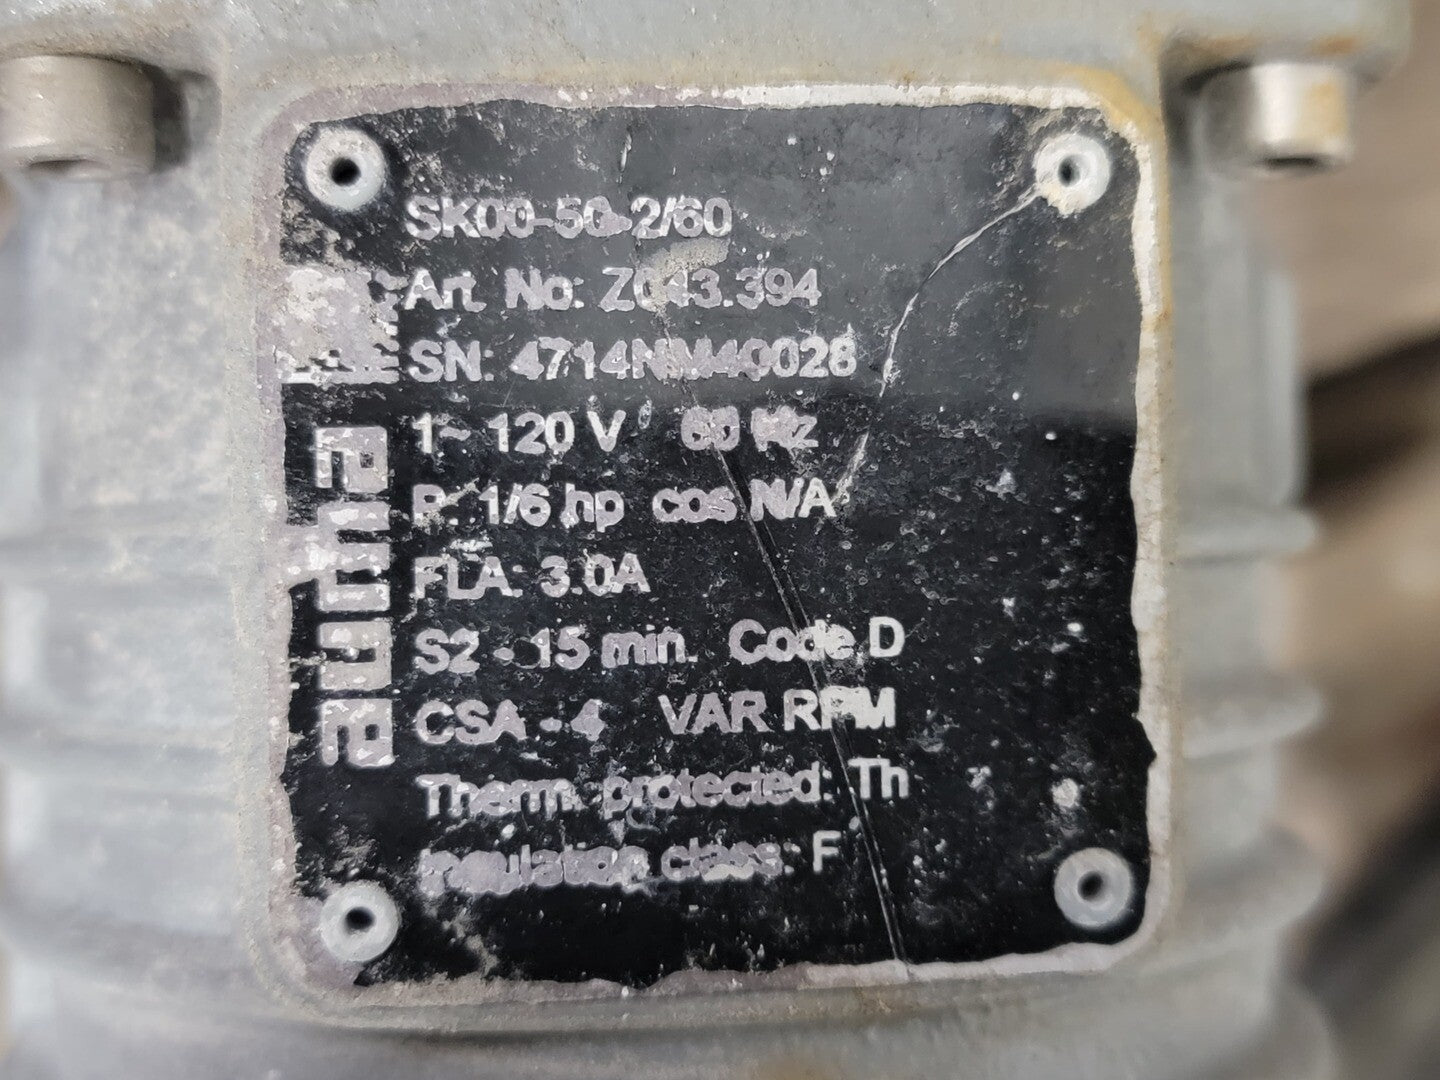 SK00-50-2/60
Art. No: Z043.394
SN: 4714NM40028
1~ 120 V 60 Hz
P: 1/6 hp cos N/A
FLA: 3.0A
S2 - 15 min. Code D
CSA - 4 VAR RPM
Therm. protected: Th
Insulation class: F
auma